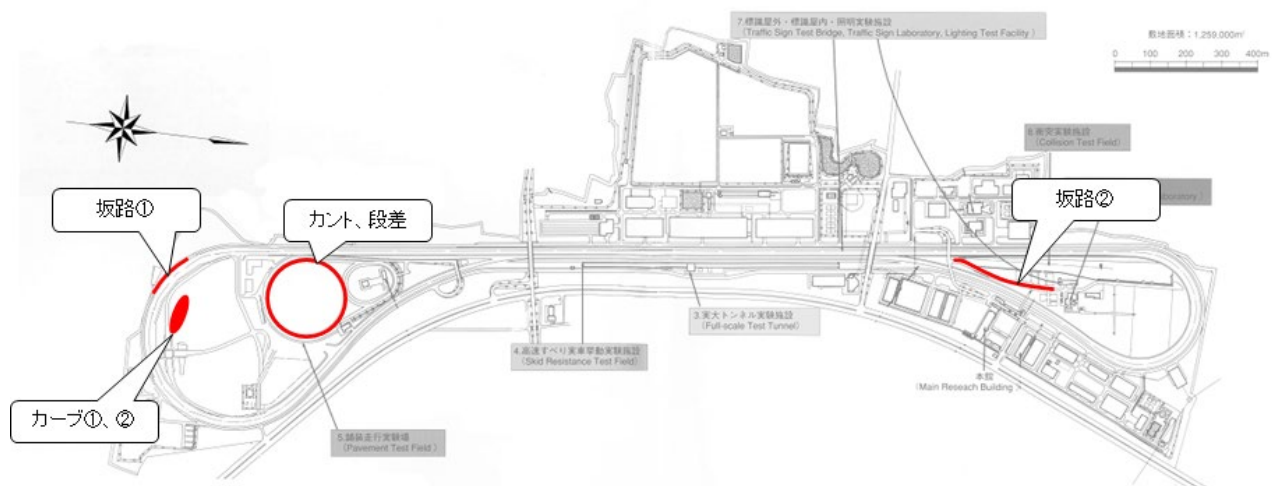 7.標識屋外・標識屋内・照明実験施設
(Traffic Sign Test Bridge, Traffic Sign Laboratory, Lighting Test Facility )
敷地面積：1,259,000㎡
0 100 200 300 400m
6.衝突実験施設
(Collision Test Field)
坂路①
カント、段差
坂路②
aboratory )
3.実大トンネル実験施設
(Full-scale Test Tunnel)
4.高速すべり実車挙動実験施設
(Skid Resistance Test Field)
本館
(Main Reseach Building )
カーブ①、②
5.舗装走行実験場
(Pavement Test Field )